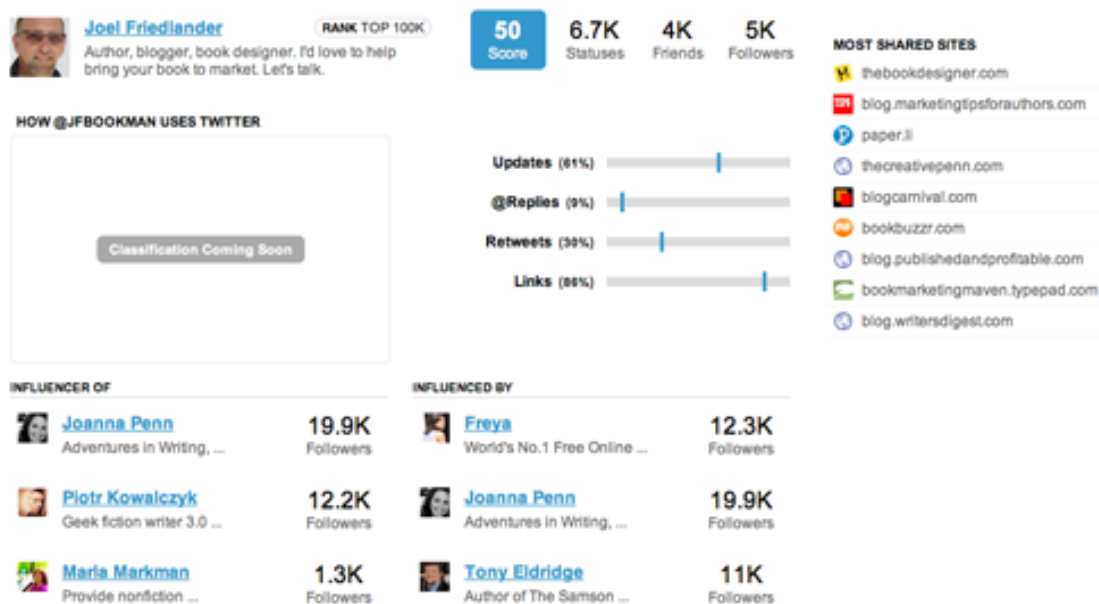 Joel Friedlander
RANK TOP 100K
Author, blogger, book designer. I'd love to help
bring your book to market. Let's talk.
50
Score
6.7K
Statuses
4K
Friends
5K
Followers
HOW @JFBOOKMAN USES TWITTER
Classification Coming Soon
Updates (61%)
@Replies (9%)
Retweets (30%)
Links (86%)
MOST SHARED SITES
thebookdesigner.com
blog.marketingtipsforauthors.com
paper.li
thecreativepenn.com
blogcarnival.com
bookbuzzr.com
blog.publishedandprofitable.com
bookmarketingmaven.typepad.com
blog.writersdigest.com
INFLUENCER OF
Joanna Penn
Adventures in Writing, ...
19.9K
Followers
Piotr Kowalczyk
Geek fiction writer 3.0 ...
12.2K
Followers
Marla Markman
Provide nonfiction ...
1.3K
Followers
INFLUENCED BY
Freya
World's No.1 Free Online ...
12.3K
Followers
Joanna Penn
Adventures in Writing, ...
19.9K
Followers
Tony Eldridge
Author of The Samson ...
11K
Followers